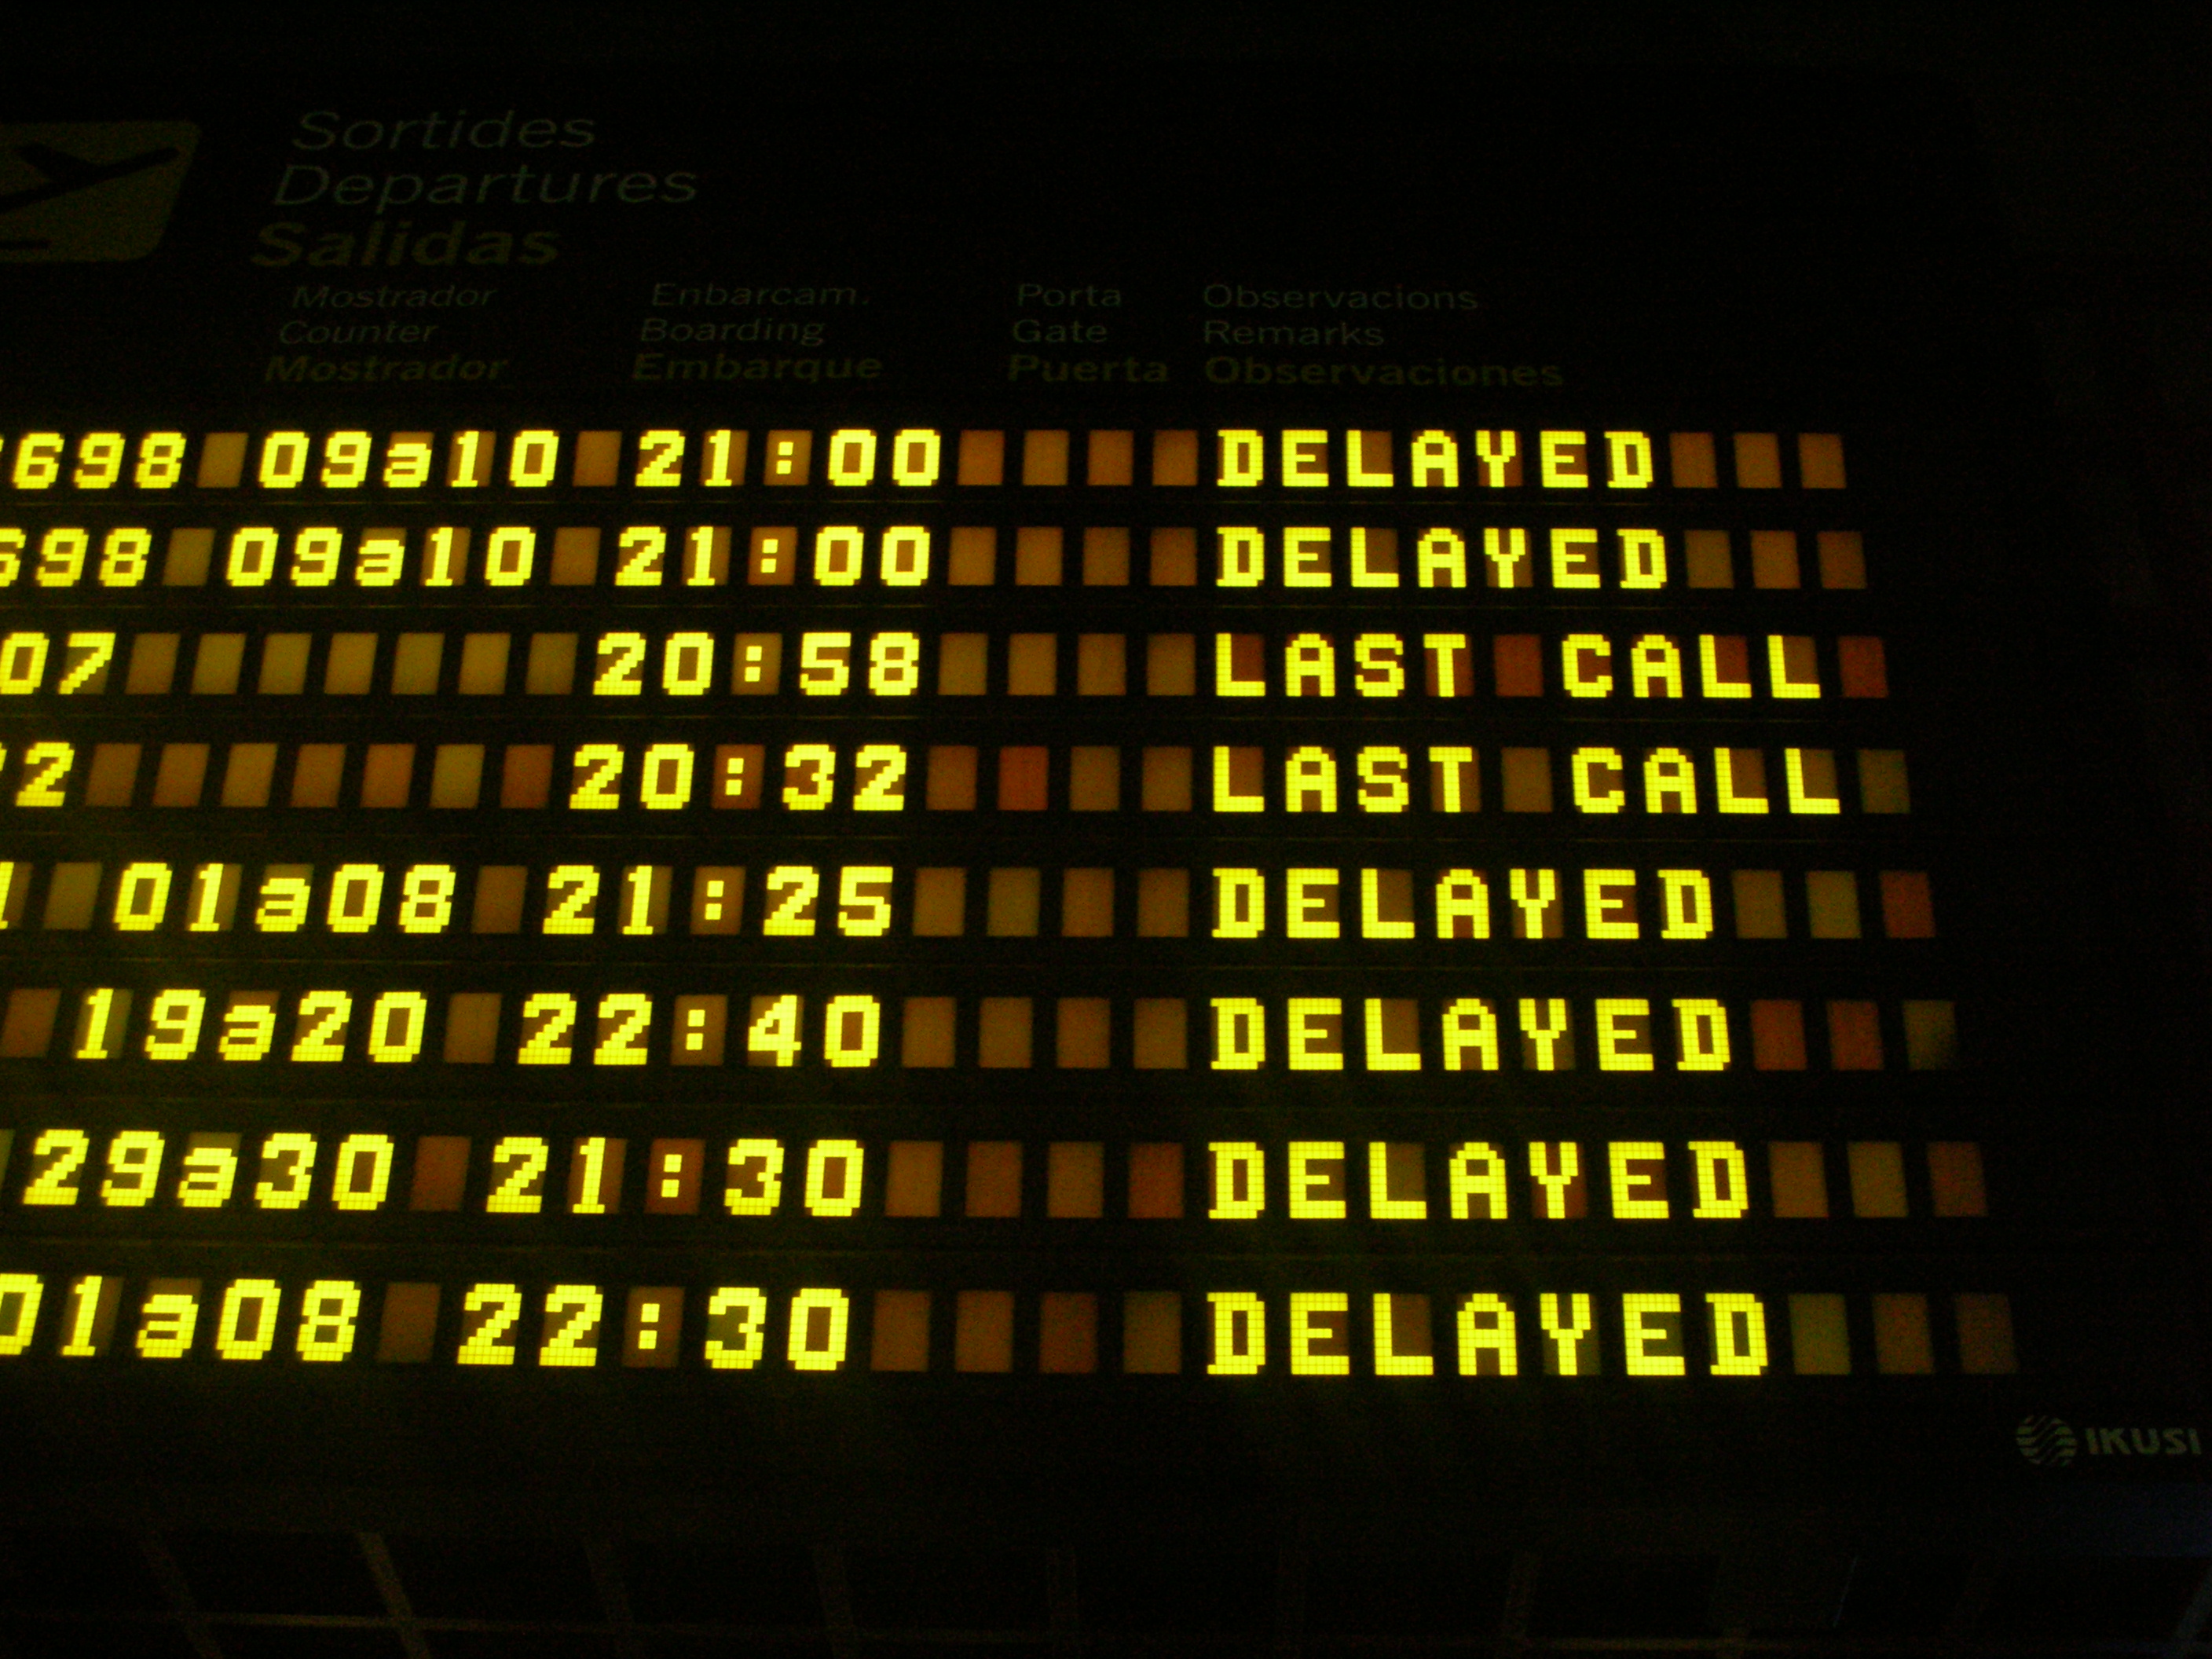 Sortides
Departures
Salidas
Mostrador Enbarcam. Porta Observacions
Counter Boarding Gate Remarks
Mostrador Embarque Puerta Observaciones
698 09a10 21:00 DELAYED
698 09a10 21:00 DELAYED
07 20:58 LAST CALL
2 20:32 LAST CALL
01a08 21:25 DELAYED
19a20 22:40 DELAYED
29a30 21:30 DELAYED
01a08 22:30 DELAYED
IKUSI